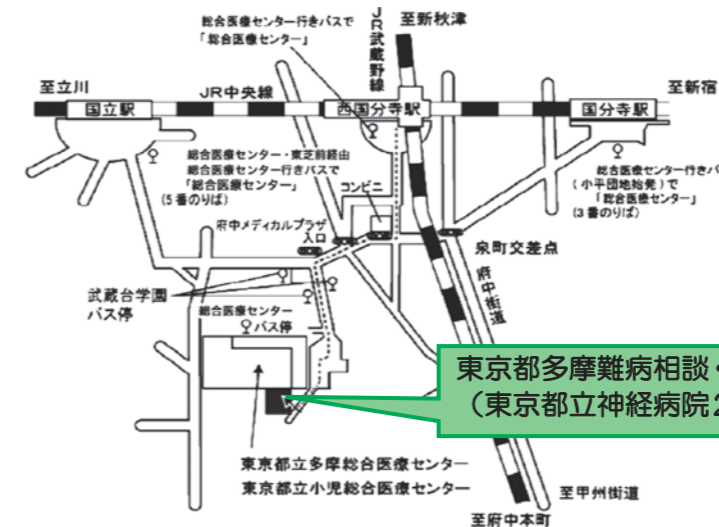 総合医療センター行きバスで
「総合医療センター」
JR武蔵野線
至新秋津
至立川
JR中央線
至新宿
国立駅
西国分寺駅
国分寺駅
総合医療センター・東芝前経由
総合医療センター行きバスで
「総合医療センター」
(5番のりば)
コンビニ
総合医療センター行きバ
(小平団地始発)で
「総合医療センター」
(3番のりば)
府中メディカルプラザ
入口
泉町交差点
府中街道
武蔵台学園
バス停
総合医療センター
バス停
東京都多摩難病相談・
(東京都立神経病院2
東京都立多摩総合医療センター
東京都立小児総合医療センター
至甲州街道
至府中本町